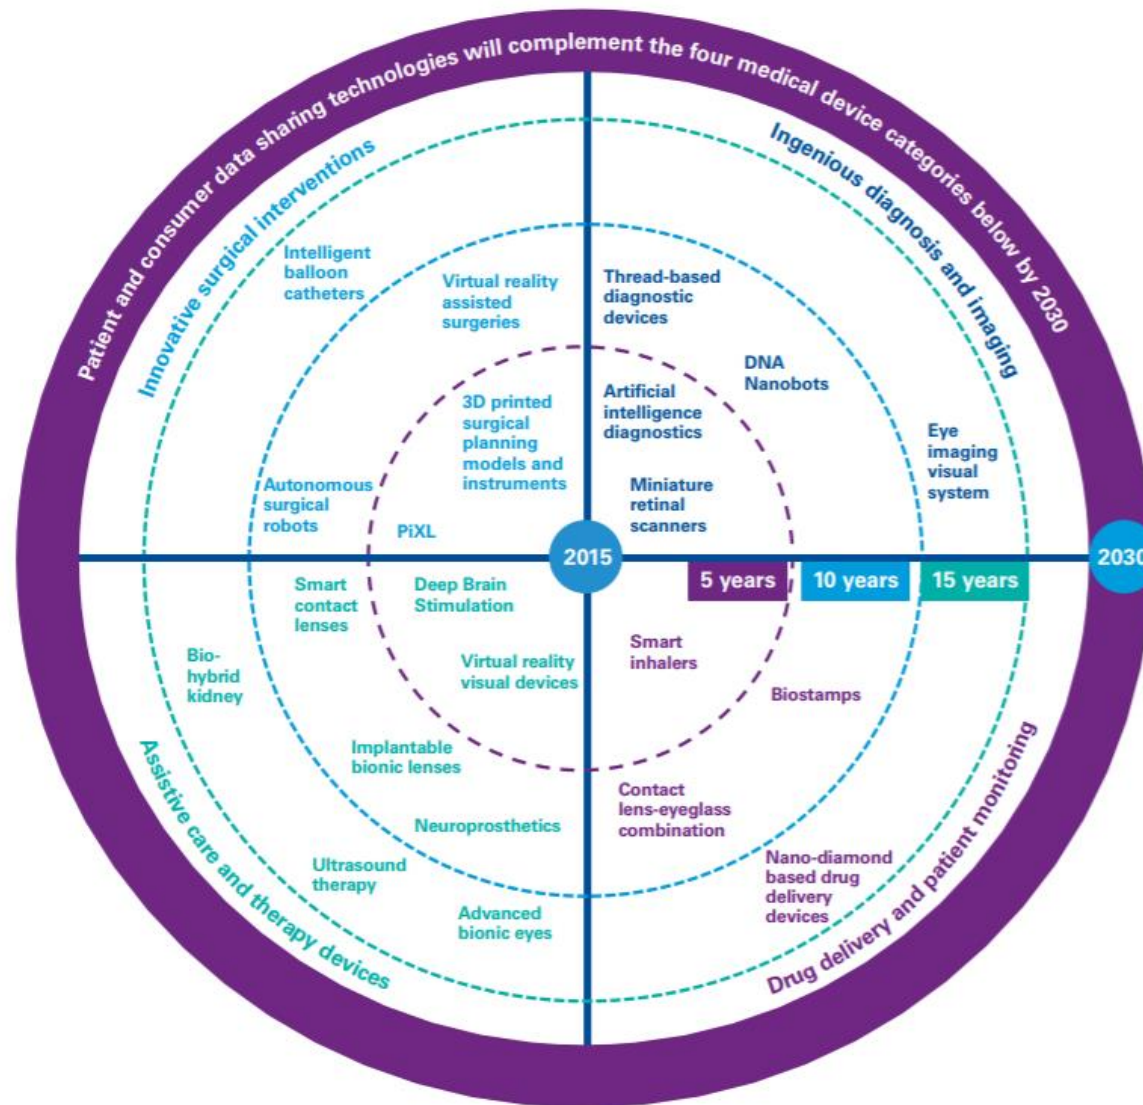 Patient and consumer data sharing technologies will complement the four medical device categories below by 2030
Innovative surgical interventions
Intelligent
balloon
catheters
Virtual reality
assisted
surgeries
3D printed
surgical
planning
models and
instruments
Autonomous
surgical
robots
PiXL
Ingenious diagnosis and imaging
Thread-based
diagnostic
devices
DNA
Nanobots
Artificial
intelligence
diagnostics
Eye
imaging
visual
system
Miniature
retinal
scanners
2015
2030
5 years
10 years
15 years
Smart
contact
lenses
Deep Brain
Stimulation
Bio-
hybrid
kidney
Virtual reality
visual devices
Implantable
bionic lenses
Neuroprosthetics
Ultrasound
therapy
Advanced
bionic eyes
Assistive care and therapy devices
Smart
inhalers
Biostamps
Contact
lens-eyeglass
combination
Nano-diamond
based drug
delivery
devices
Drug delivery and patient monitoring